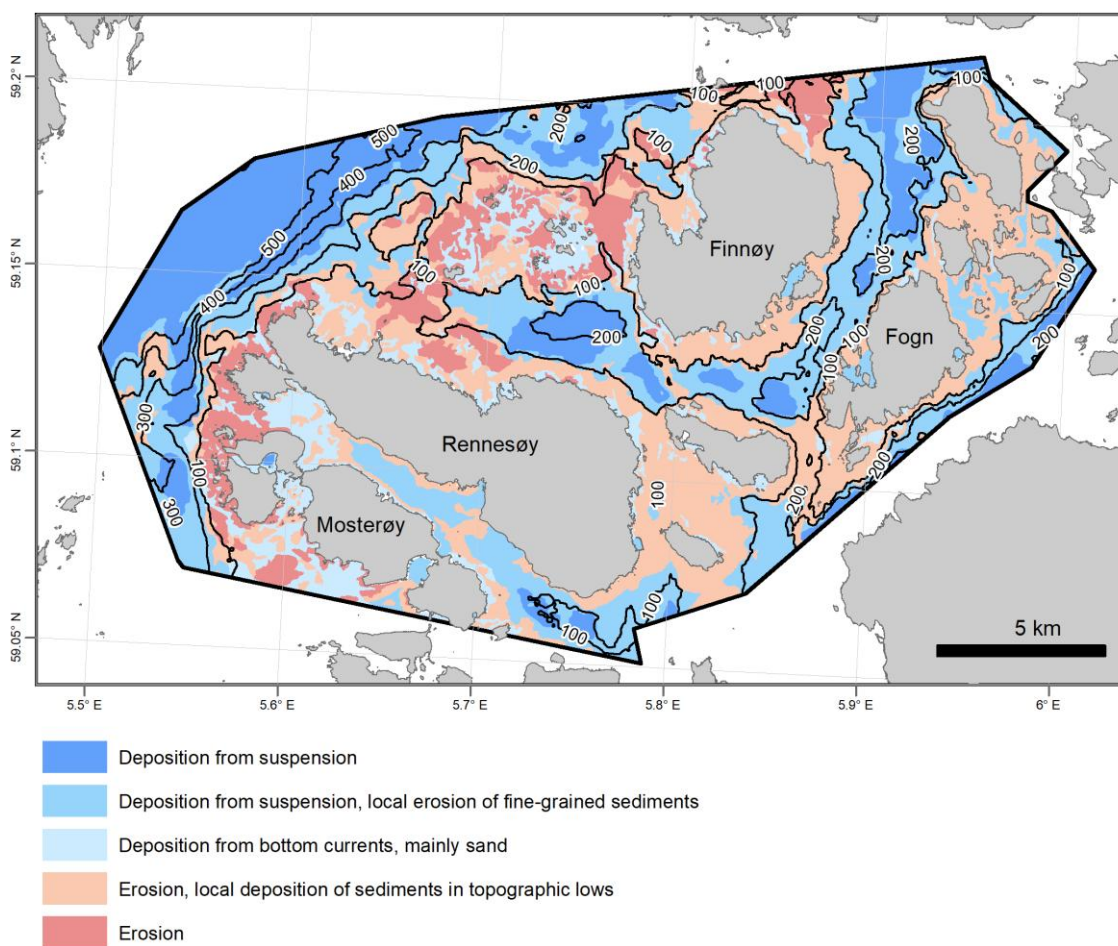 59.2° N
59.15° N
59.1° N
59.05° N
500
400
200
100
100
100
100
200
500
400
200
100
Finnøy
200
100
100
200
200
100
Fogn
200
300
100
Rennesøy
100
200
200
100
300
Mosterøy
100
100
5 km
5.5° E
5.6° E
5.7° E
5.8° E
5.9° E
6° E
Deposition from suspension
Deposition from suspension, local erosion of fine-grained sediments
Deposition from bottom currents, mainly sand
Erosion, local deposition of sediments in topographic lows
Erosion